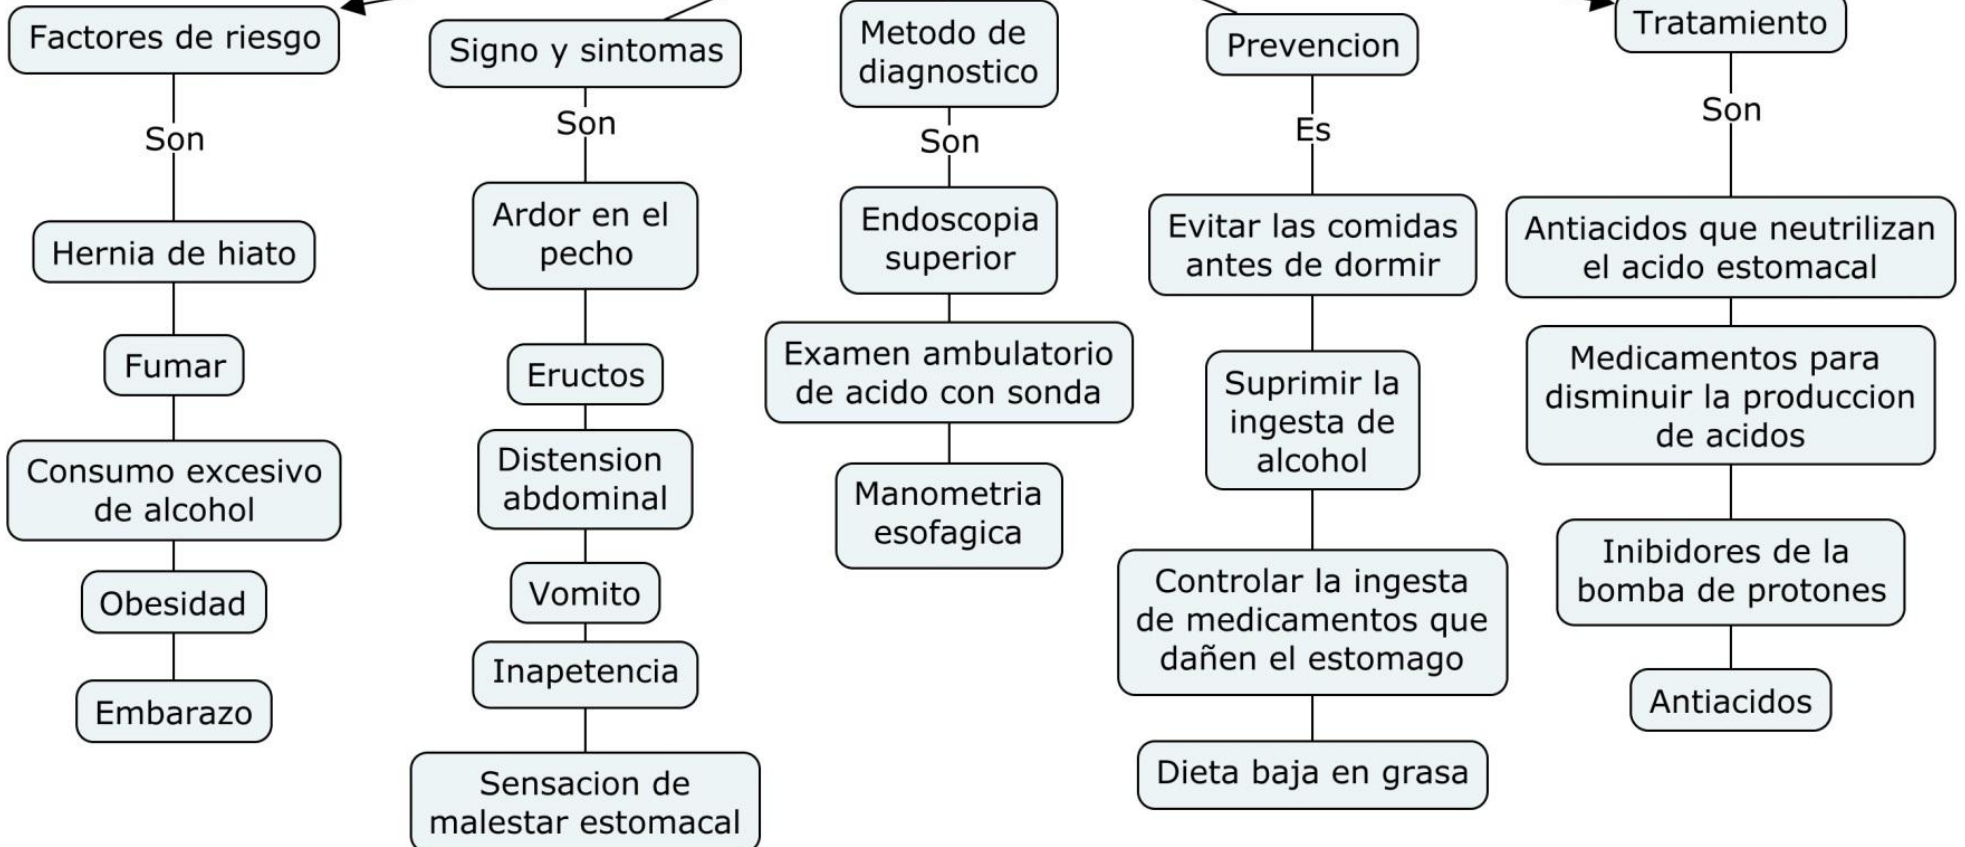 Factores de riesgo
Son
Hernia de hiato
Fumar
Consumo excesivo
de alcohol
Obesidad
Embarazo
Signo y sintomas
Son
Ardor en el
pecho
Eructos
Distension
abdominal
Vomito
Inapetencia
Sensacion de
malestar estomacal
Metodo de
diagnostico
Son
Endoscopia
superior
Examen ambulatorio
de acido con sonda
Manometria
esofagica
Prevencion
Es
Evitar las comidas
antes de dormir
Suprimir la
ingesta de
alcohol
Controlar la ingesta
de medicamentos que
dañen el estomago
Dieta baja en grasa
Tratamiento
Son
Antiacidos que neutrilizan
el acido estomacal
Medicamentos para
disminuir la produccion
de acidos
Inibidores de la
bomba de protones
Antiacidos